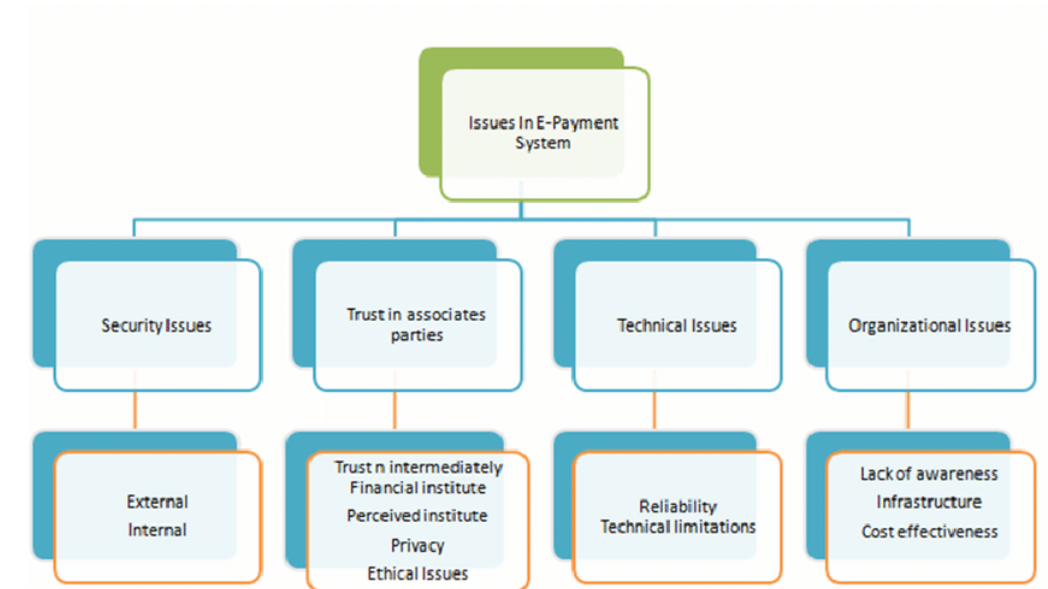 Issues In E-Payment
System
Security Issues
Trust in associates
parties
Technical Issues
Organizational Issues
External
Internal
Trust n intermediately
Financial institute
Perceived institute
Privacy
Ethical Issues
Reliability
Technical limitations
Lack of awareness
Infrastructure
Cost effectiveness